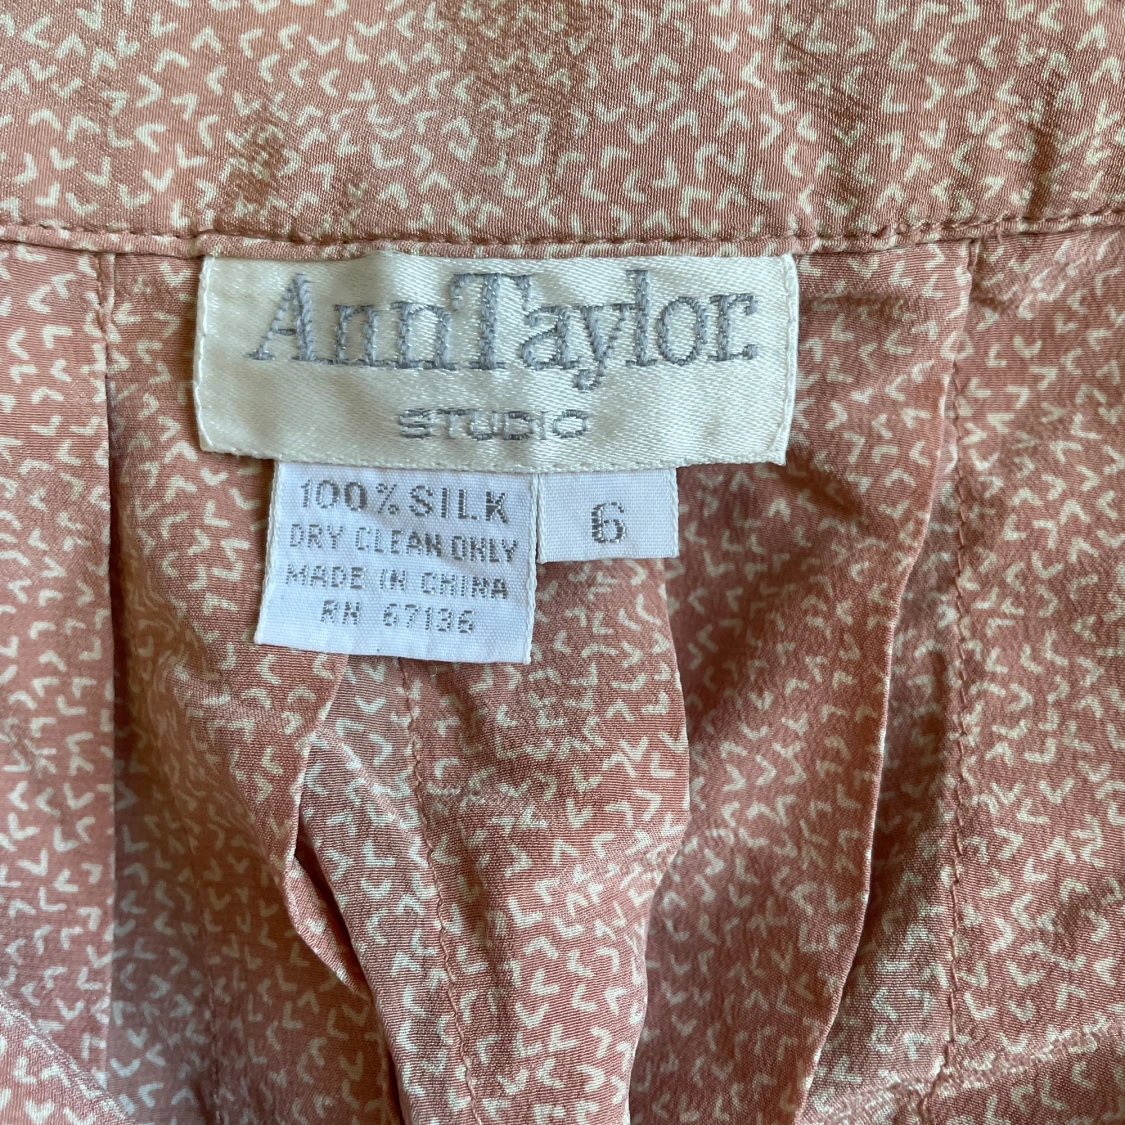 AnnTaylor.
STUDIO
100% SILK
DRY CLEAN ONLY
MADE IN CHINA
RN 67136
6